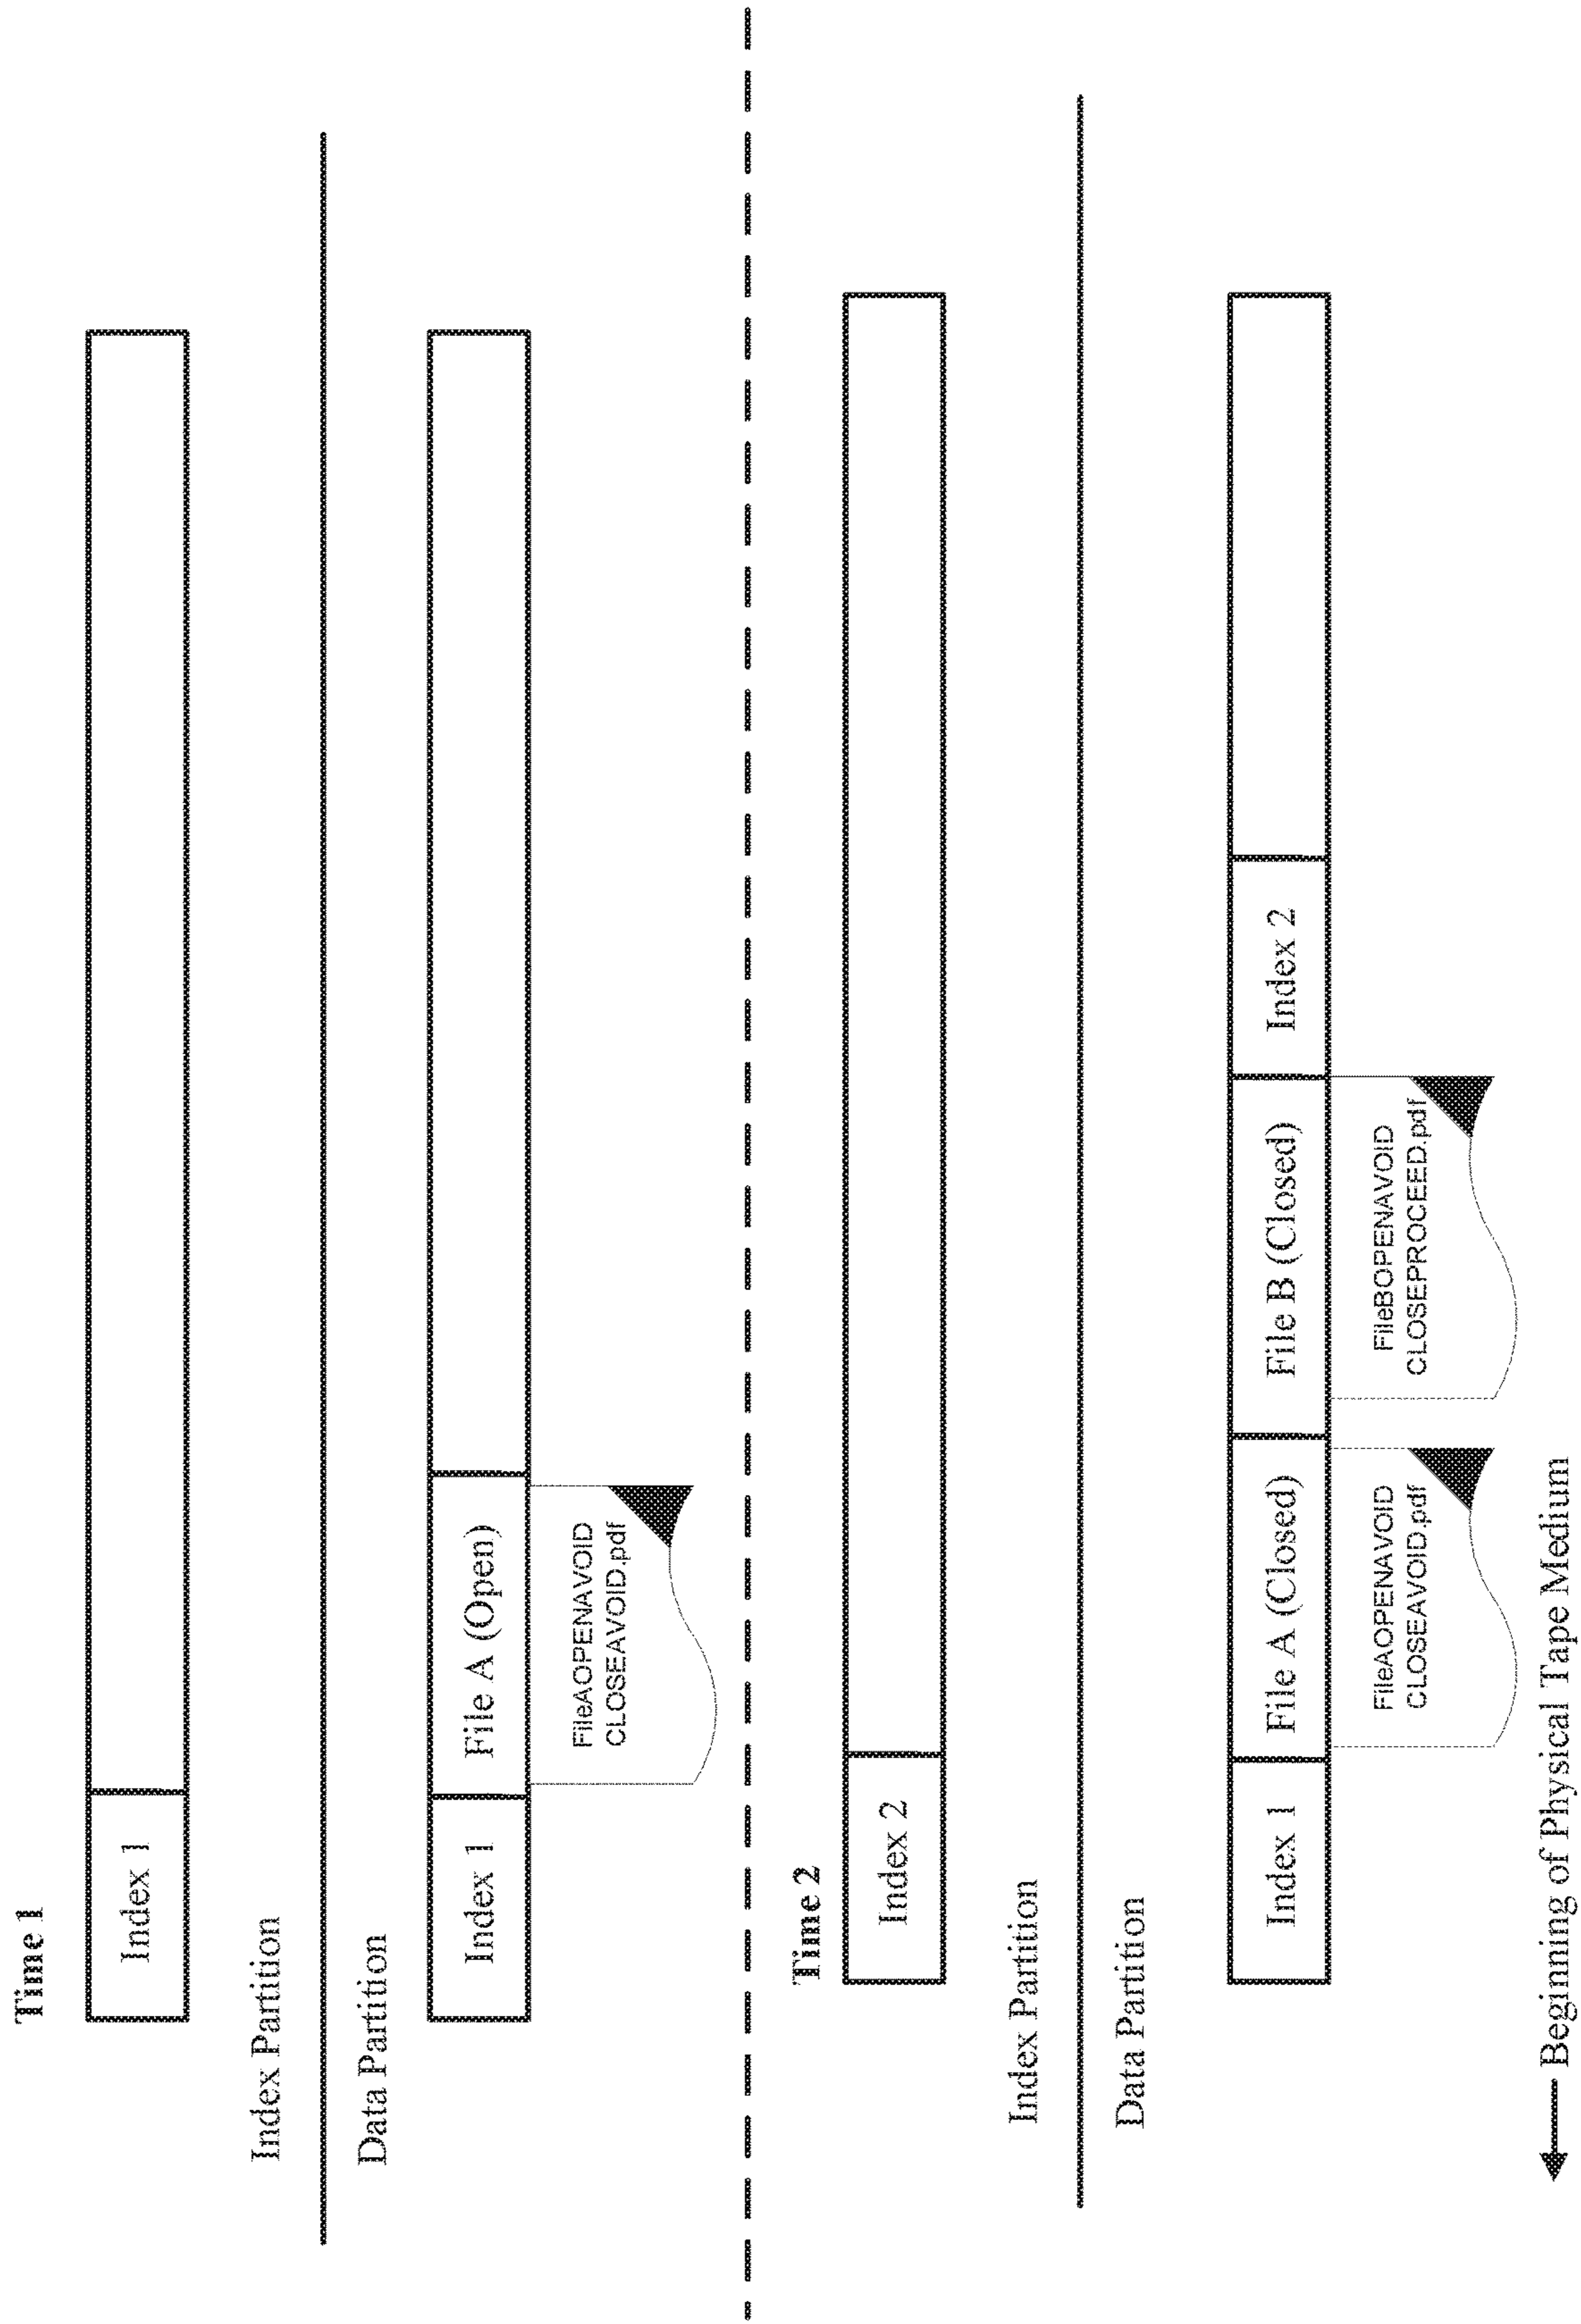 Time 1
Index 1
Index Partition
Data Partition
Index 1
File A (Open)
FileAOPENAVOID
CLOSEAVOID.pdf
Time 2
Index 2
Index Partition
Data Partition
Index 1
File A (Closed)
File B (Closed)
Index 2
FileAOPENAVOID
CLOSEAVOID.pdf
FileBOPENAVOID
CLOSEPROCEED.pdf
Beginning of Physical Tape Medium